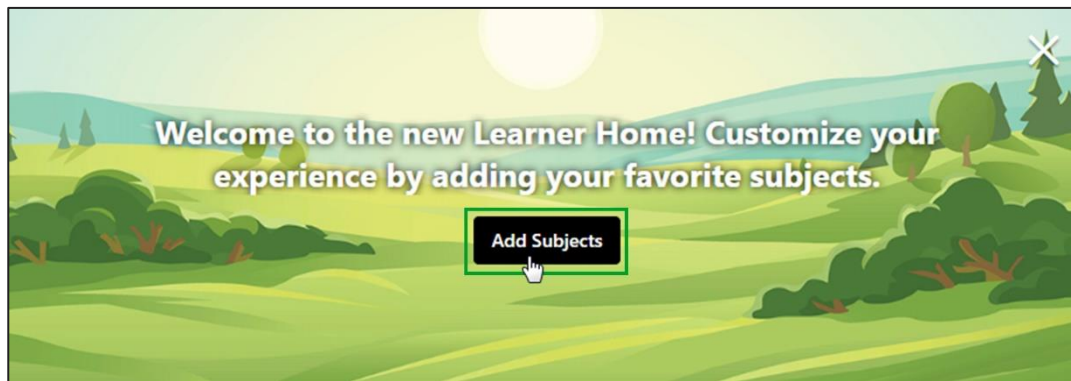 Welcome to the new Learner Home! Customize your
experience by adding your favorite subjects.
Add Subjects